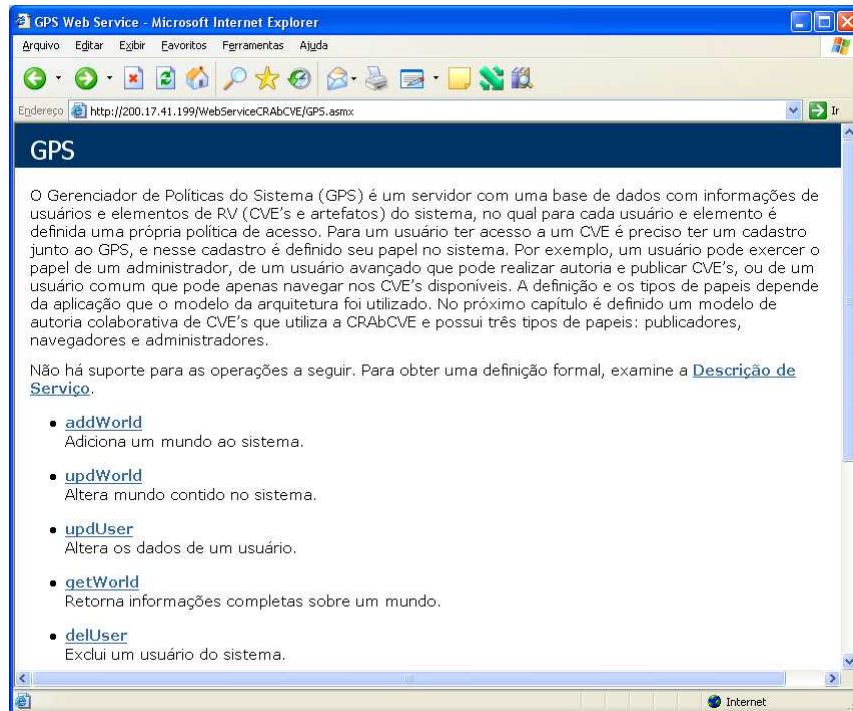 GPS Web Service - Microsoft Internet Explorer
Arquivo Editar Exibir Favoritos Ferramentas Ajuda
Endereço http://200.17.41.199/WebServiceCRAbCVE/GPS.asmx Ir
GPS
O Gerenciador de Políticas do Sistema (GPS) é um servidor com uma base de dados com informações de
usuários e elementos de RV (CVE's e artefatos) do sistema, no qual para cada usuário e elemento é
definida uma própria política de acesso. Para um usuário ter acesso a um CVE é preciso ter um cadastro
junto ao GPS, e nesse cadastro é definido seu papel no sistema. Por exemplo, um usuário pode exercer o
papel de um administrador, de um usuário avançado que pode realizar autoria e publicar CVE's, ou de um
usuário comum que pode apenas navegar nos CVE's disponíveis. A definição e os tipos de papeis depende
da aplicação que o modelo da arquitetura foi utilizado. No próximo capítulo é definido um modelo de
autoria colaborativa de CVE's que utiliza a CRAbCVE e possui três tipos de papeis: publicadores,
navegadores e administradores.
Não há suporte para as operações a seguir. Para obter uma definição formal, examine a Descrição de
Serviço.
• addWorld
Adiciona um mundo ao sistema.
• updWorld
Altera mundo contido no sistema.
• updUser
Altera os dados de um usuário.
• getWorld
Retorna informações completas sobre um mundo.
• delUser
Exclui um usuário do sistema.
Internet